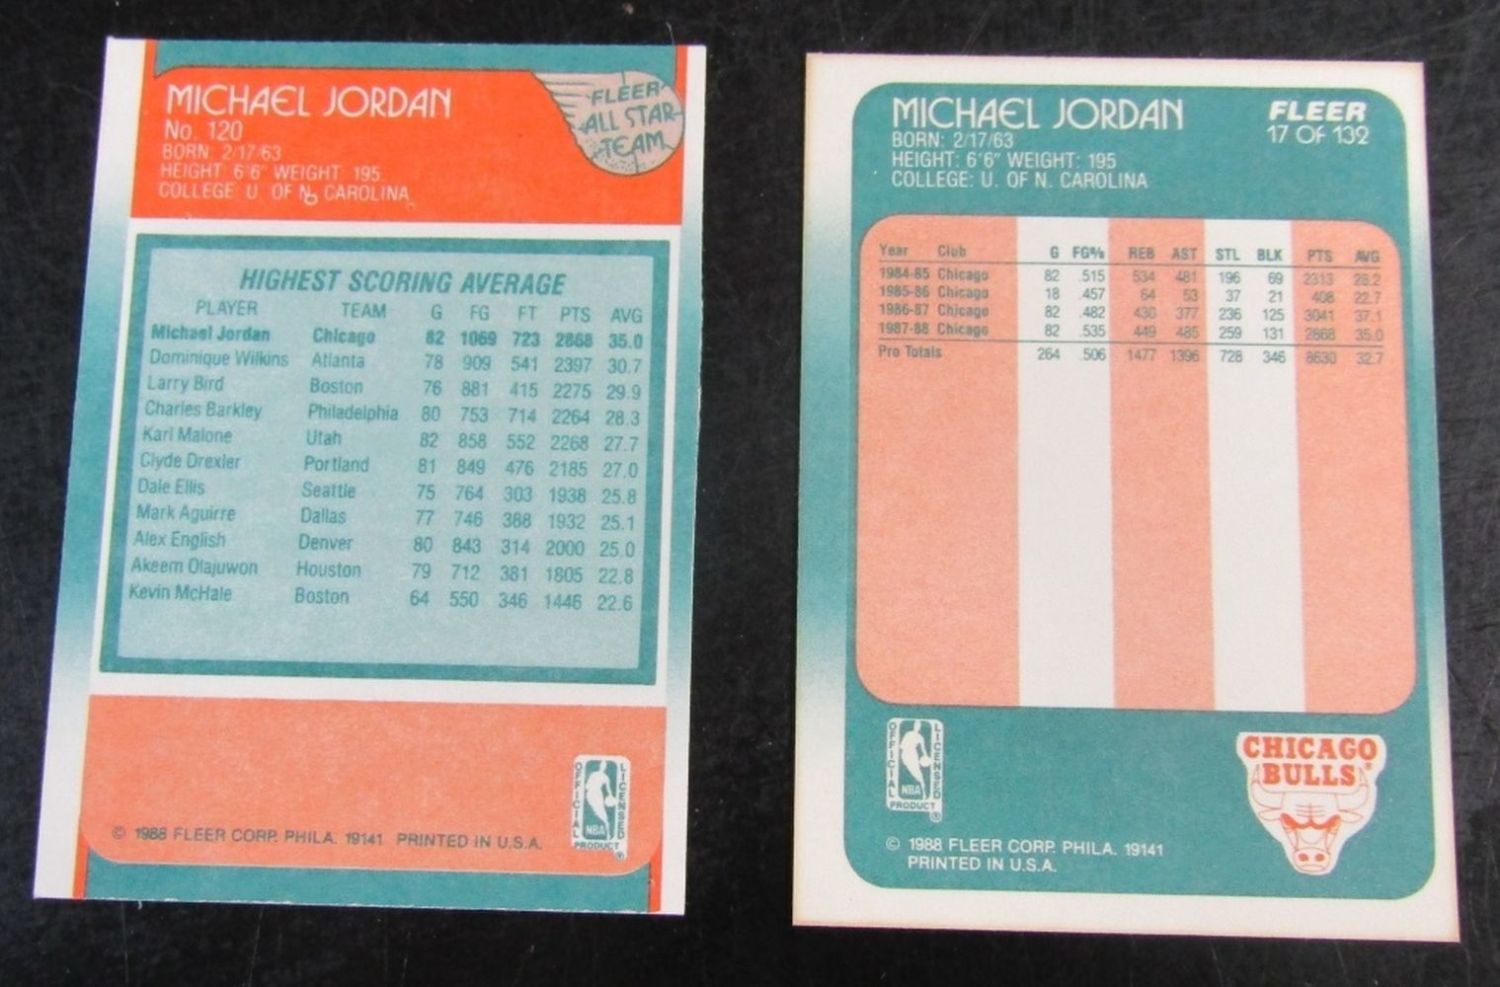 MICHAEL JORDAN
No. 120
BORN: 2/17/63
HEIGHT: 6'6" WEIGHT: 195
COLLEGE: U. OF N. CAROLINA
FLEER
ALL STAR
TEAM
HIGHEST SCORING AVERAGE
PLAYER TEAM G FG FT PTS AVG
Michael Jordan Chicago 82 1069 723 2868 35.0
Dominique Wilkins Atlanta 78 909 541 2397 30.7
Larry Bird Boston 76 881 415 2275 29.9
Charles Barkley Philadelphia 80 753 714 2264 28.3
Karl Malone Utah 82 858 552 2268 27.7
Clyde Drexler Portland 81 849 476 2185 27.0
Dale Ellis Seattle 75 764 303 1938 25.8
Mark Aguirre Dallas 77 746 388 1932 25.1
Alex English Denver 80 843 314 2000 25.0
Akeem Olajuwon Houston 79 712 381 1805 22.8
Kevin McHale Boston 64 550 346 1446 22.6
OFFICIAL LICENSED
NBA
PRODUCT ®
© 1988 FLEER CORP. PHILA. 19141 PRINTED IN U.S.A.
MICHAEL JORDAN
BORN: 2/17/63
HEIGHT: 6'6" WEIGHT: 195
COLLEGE: U. OF N. CAROLINA
FLEER
17 OF 132
Year Club G FG% REB AST STL BLK PTS AVG
1984-85 Chicago 82 .515 534 481 196 69 2313 28.2
1985-86 Chicago 18 .457 64 53 37 21 408 22.7
1986-87 Chicago 82 .482 430 377 236 125 3041 37.1
1987-88 Chicago 82 .535 449 485 259 131 2868 35.0
Pro Totals 264 .506 1477 1396 728 346 8630 32.7
OFFICIAL LICENSED
NBA
PRODUCT ®
CHICAGO
BULLS ®
© 1988 FLEER CORP. PHILA. 19141
PRINTED IN U.S.A.